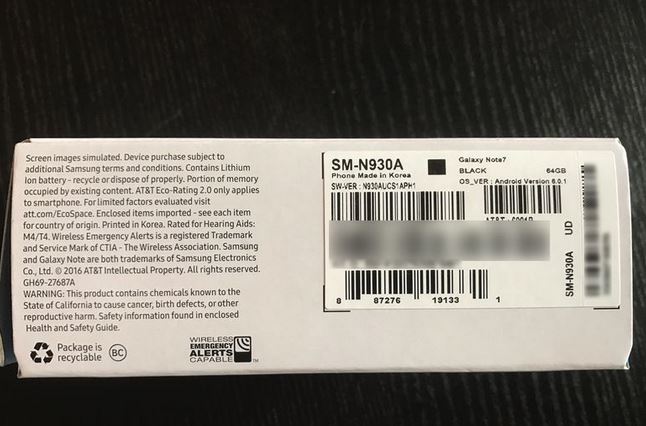 Screen images simulated. Device purchase subject to
additional Samsung terms and conditions. Contains Lithium
Ion battery - recycle or dispose of properly. Portion of memory
occupied by existing content. AT&T Eco-Rating 2.0 only applies
to smartphone. For limited factors evaluated visit
att.com/EcoSpace. Enclosed items imported - see each item
for country of origin. Printed in Korea. Rated for Hearing Aids:
M4/T4. Wireless Emergency Alerts is a registered Trademark
and Service Mark of CTIA - The Wireless Association. Samsung
and Galaxy Note are both trademarks of Samsung Electronics
Co., Ltd. © 2016 AT&T Intellectual Property. All rights reserved.
GH69-27687A
WARNING: This product contains chemicals known to the
State of California to cause cancer, birth defects, or other
reproductive harm. Safety information found in enclosed
Health and Safety Guide.
Package is
recyclable
BC
WIRELESS
EMERGENCY
ALERTS
CAPABLE
TM
SM-N930A
Phone Made in Korea
SW-VER : N930AUCS1APH1
Galaxy Note7
BLACK 64GB
OS_VER : Android Version 6.0.1
8 87276 19133 1
SM-N930A UD